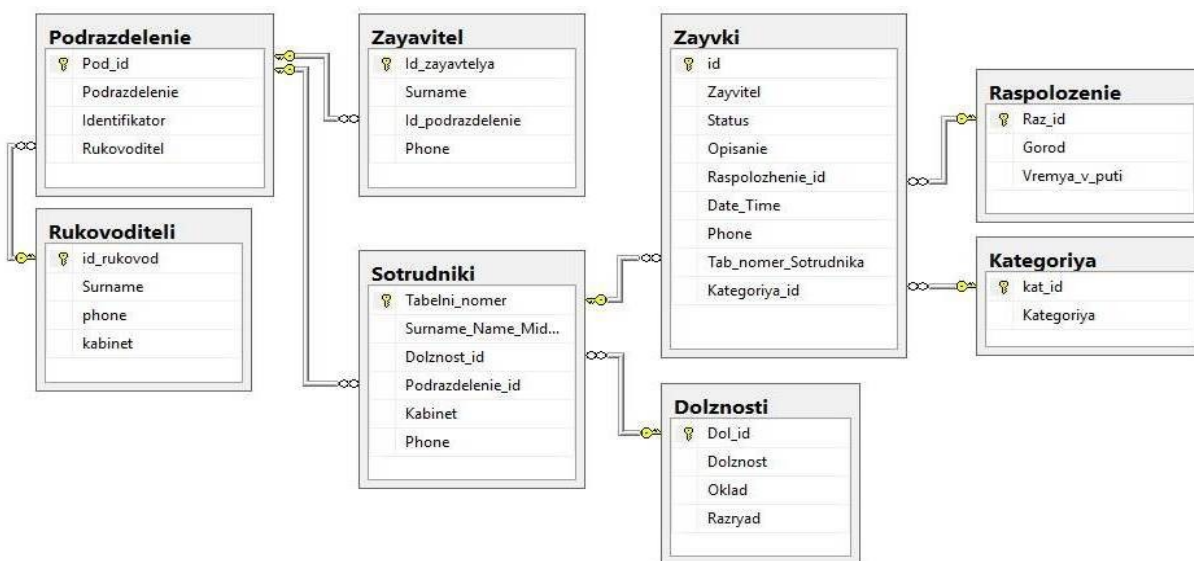 Podrazdelenie
Pod_id
Podrazdelenie
Identifikator
Rukovoditel
Rukovoditeli
id_rukovod
Surname
phone
kabinet
Zayavitel
Id_zayavtelya
Surname
Id_podrazdelenie
Phone
Sotrudniki
Tabelni_nomer
Surname_Name_Mid...
Dolznost_id
Podrazdelenie_id
Kabinet
Phone
Zayvki
id
Zayvitel
Status
Opisanie
Raspolozhenie_id
Date_Time
Phone
Tab_nomer_Sotrudnika
Kategoriya_id
Dolznosti
Dol_id
Dolznost
Oklad
Razryad
Raspolozenie
Raz_id
Gorod
Vremya_v_puti
Kategoriya
kat_id
Kategoriya